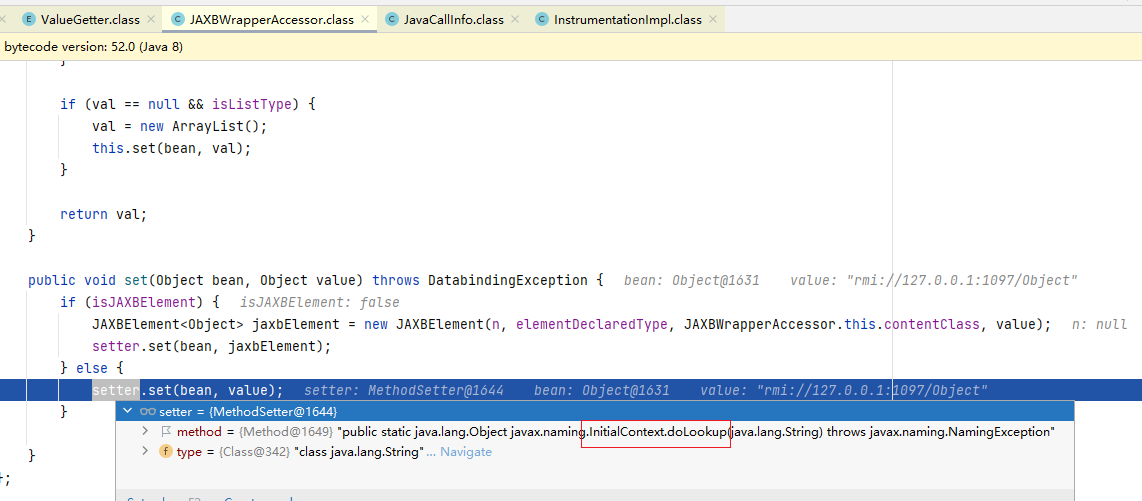 ValueGetter.class JAXBWrapperAccessor.class JavaCallInfo.class InstrumentationImpl.class
bytecode version: 52.0 (Java 8)
}
if (val == null && isListType) {
val = new ArrayList();
this.set(bean, val);
}
return val;
}
public void set(Object bean, Object value) throws DatabindingException { bean: Object@1631 value: "rmi://127.0.0.1:1097/Object"
if (isJAXBElement) { isJAXBElement: false
JAXBElement<Object> jaxbElement = new JAXBElement(n, elementDeclaredType, JAXBWrapperAccessor.this.contentClass, value); n: null
setter.set(bean, jaxbElement);
} else {
setter.set(bean, value); setter: MethodSetter@1644 bean: Object@1631 value: "rmi://127.0.0.1:1097/Object"
}
setter = {MethodSetter@1644}
method = {Method@1649} "public static java.lang.Object javax.naming.InitialContext.doLookup(java.lang.String) throws javax.naming.NamingException"
}
type = {Class@342} "class java.lang.String" ... Navigate
};